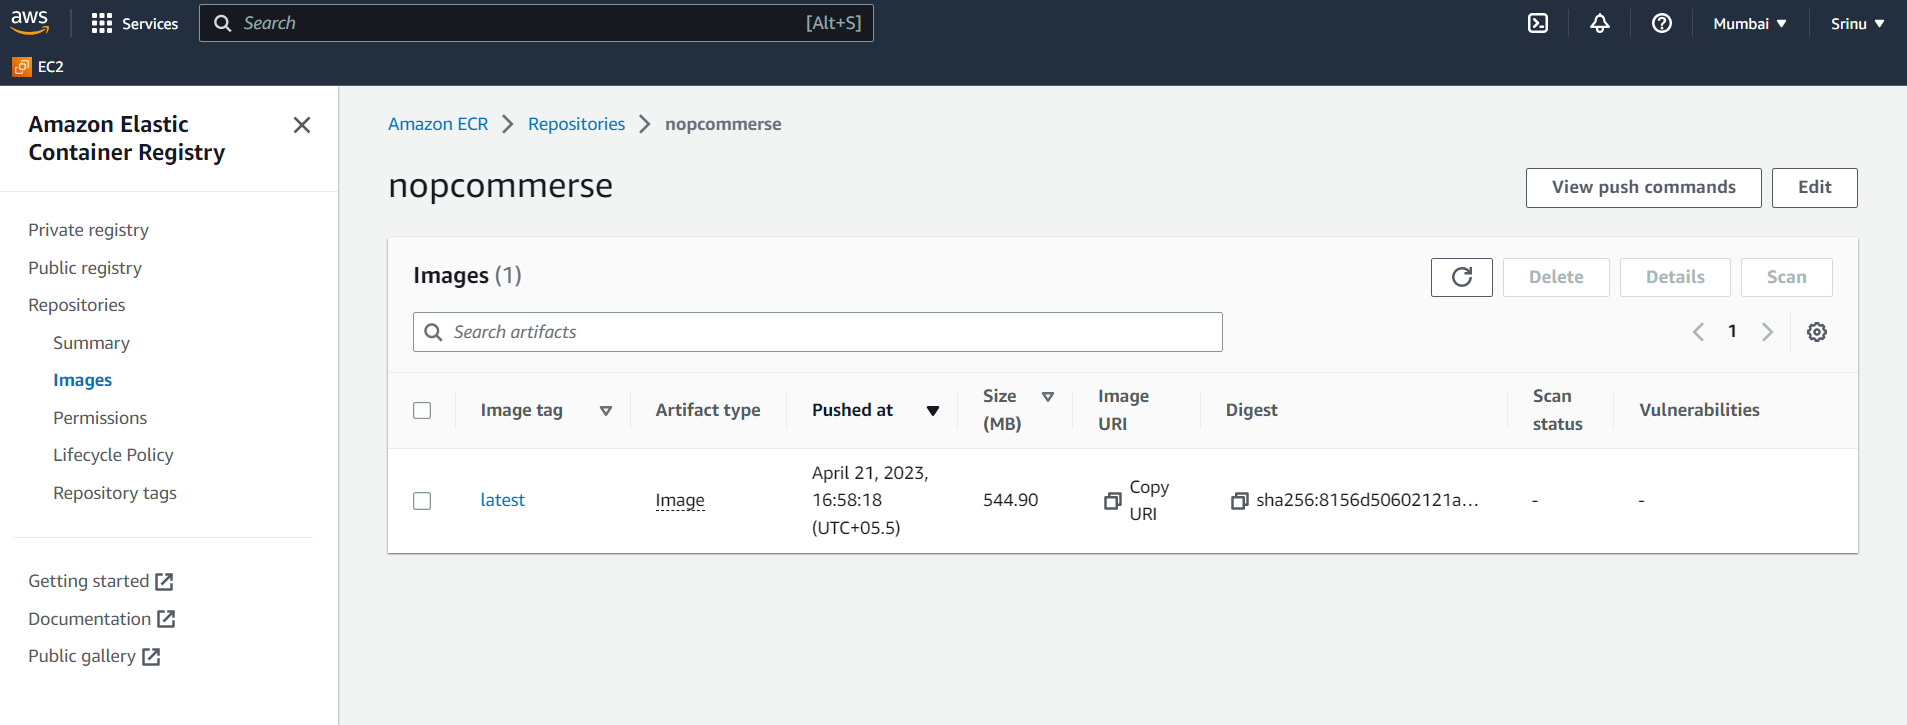 aws
Services
Search
[Alt+S]
Mumbai
Srinu
EC2
Amazon Elastic
Container Registry
Private registry
Public registry
Repositories
Summary
Images
Permissions
Lifecycle Policy
Repository tags
Getting started
Documentation
Public gallery
Amazon ECR
Repositories
nopcommerse
nopcommerse
View push commands
Edit
Images (1)
Delete
Details
Scan
Search artifacts
1
Image tag
Artifact type
Pushed at
Size
(MB)
Image
URI
Digest
Scan
status
Vulnerabilities
latest
Image
April 21, 2023,
16:58:18
(UTC+05.5)
544.90
Copy
URI
sha256:8156d50602121a...
-
-